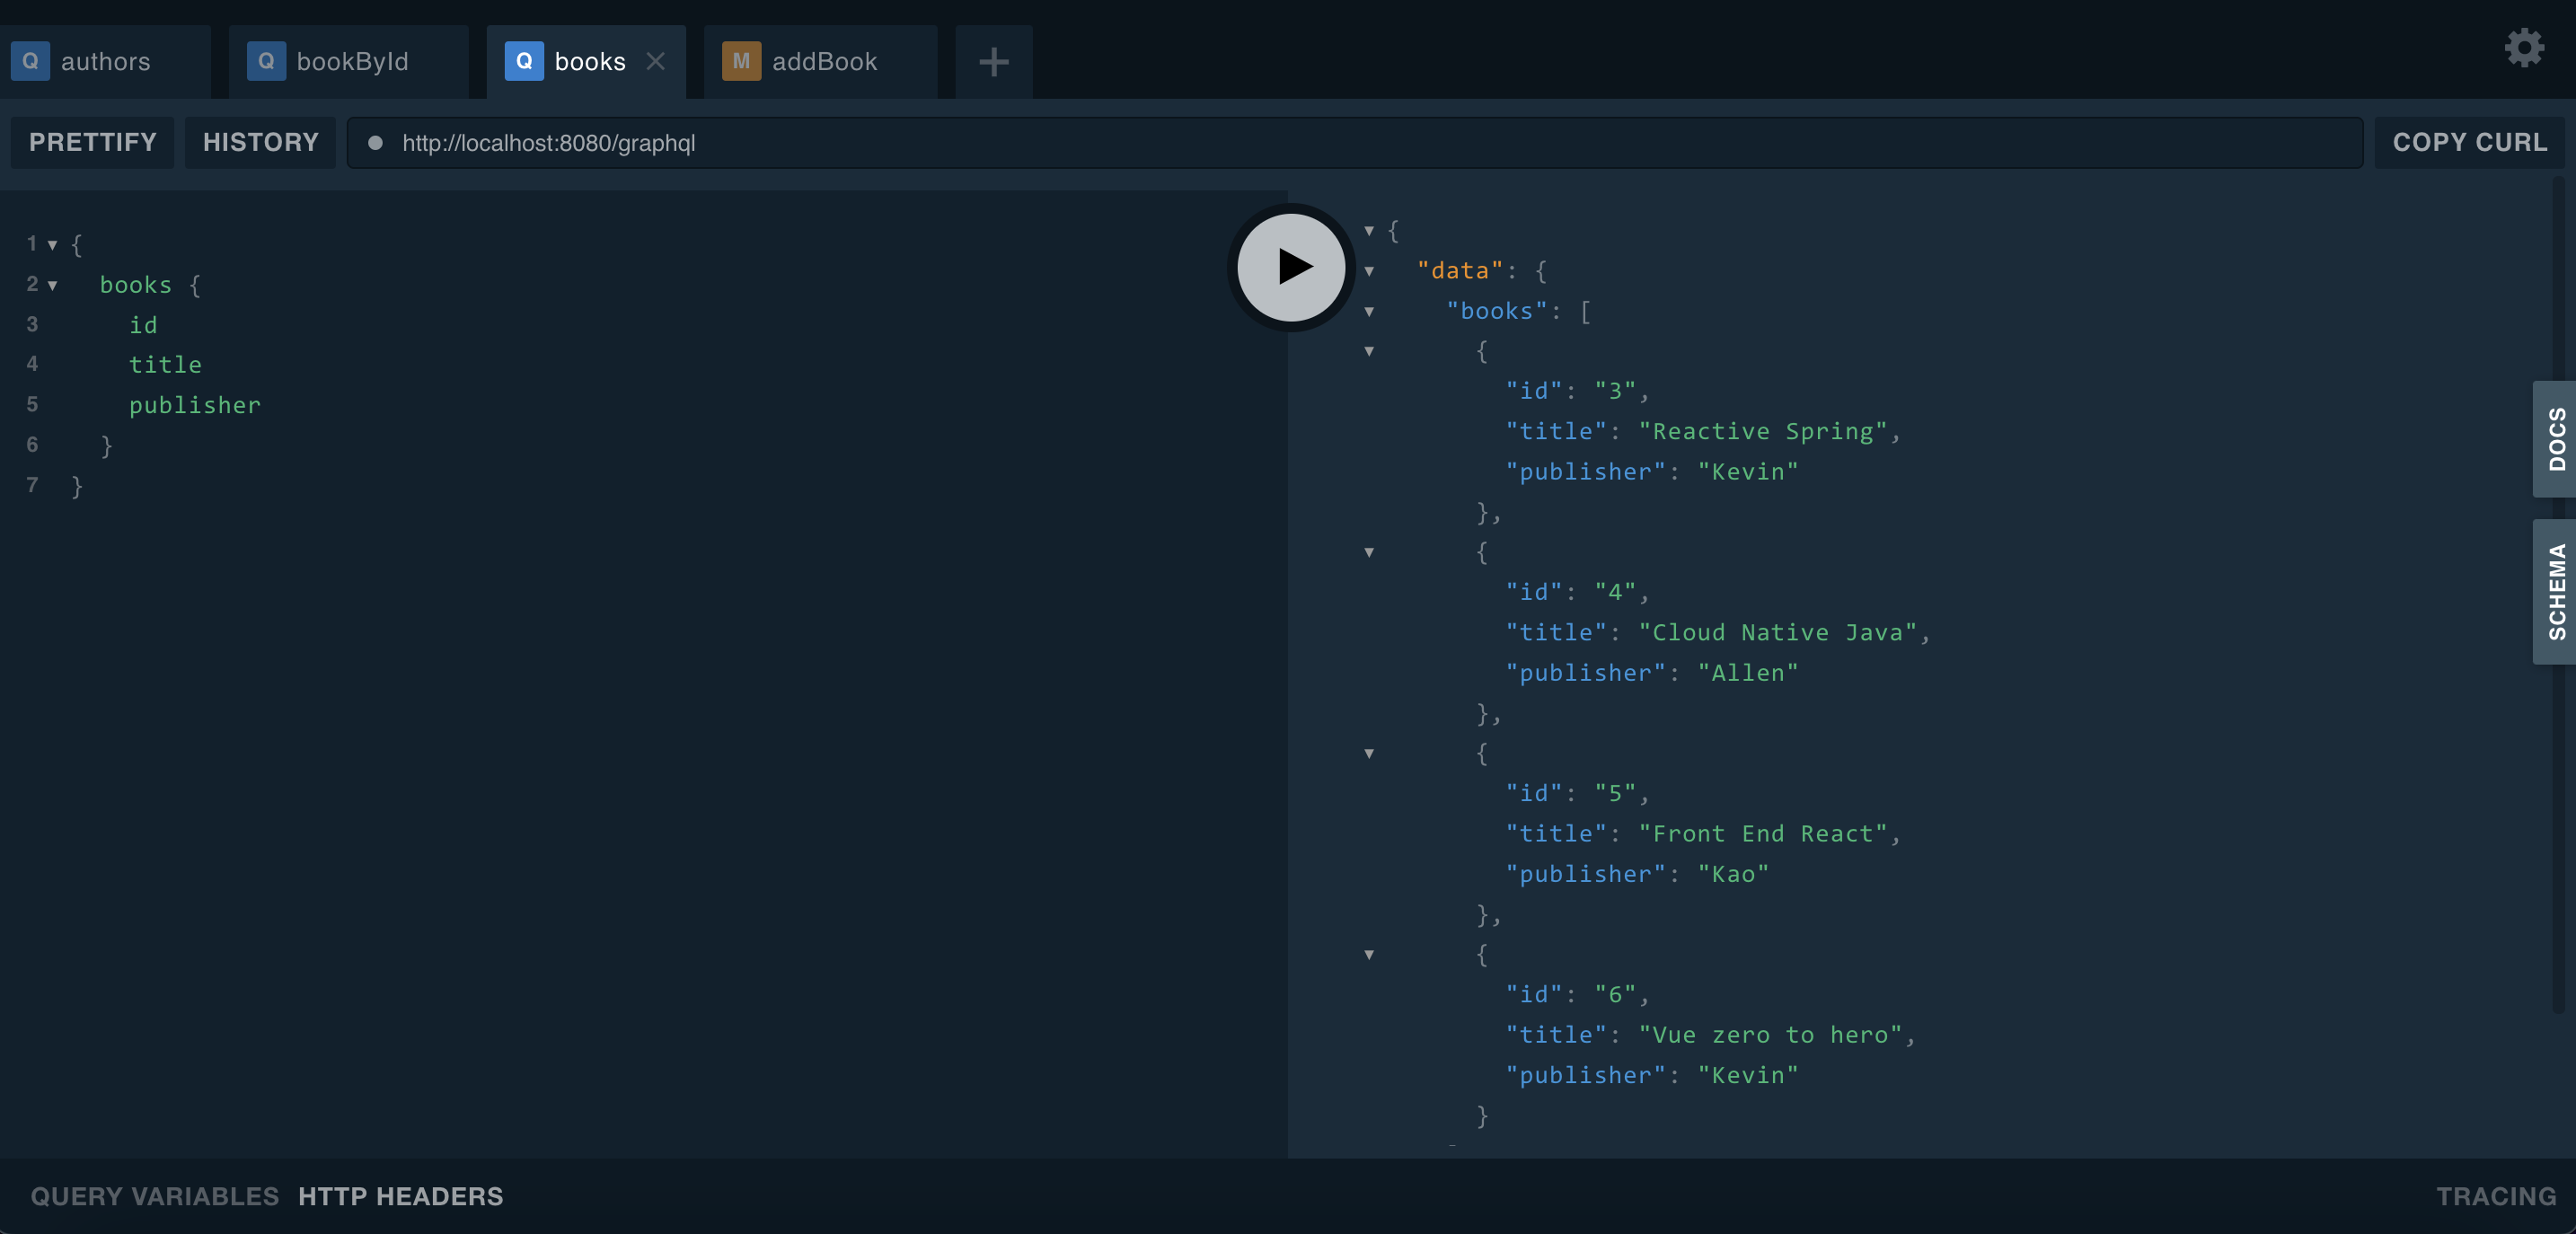 Q authors Q bookById Q books M addBook
PRETTIFY HISTORY http://localhost:8080/graphql COPY CURL
1 {
2 books {
3 id
4 title
5 publisher
6 }
7 }
{
"data": {
"books": [
{
"id": "3",
"title": "Reactive Spring",
"publisher": "Kevin"
},
{
"id": "4",
"title": "Cloud Native Java",
"publisher": "Allen"
},
{
"id": "5",
"title": "Front End React",
"publisher": "Kao"
},
{
"id": "6",
"title": "Vue zero to hero",
"publisher": "Kevin"
}
DOCS
SCHEMA
QUERY VARIABLES HTTP HEADERS TRACING